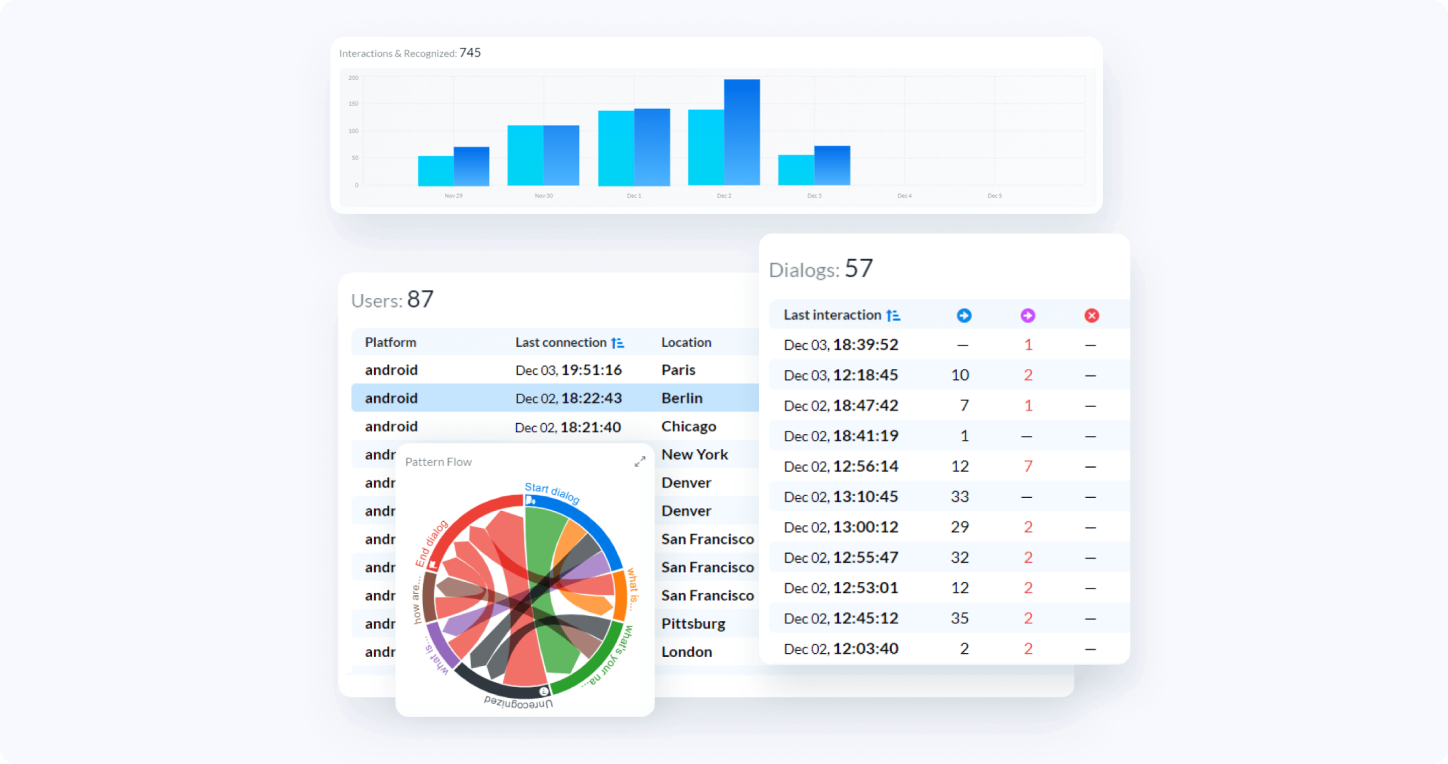 Interactions & Recognized: 745
200
150
100
50
0
Nov 29 Nov 30 Dec 1 Dec 2 Dec 3 Dec 4 Dec 5
Users: 87
Platform Last connection Location
android Dec 03, 19:51:16 Paris
android Dec 02, 18:22:43 Berlin
android Dec 02, 18:21:40 Chicago
andr New York
andr Denver
andr Denver
andr San Francisco
andr San Francisco
andr San Francisco
andr Pittsburg
andr London
Pattern Flow
Start dialog
what is...
what's your na...
Unrecognized
what is...
how are...
End dialog
Dialogs: 57
Last interaction
Dec 03, 18:39:52 — 1 —
Dec 03, 12:18:45 10 2 —
Dec 02, 18:47:42 7 1 —
Dec 02, 18:41:19 1 — —
Dec 02, 12:56:14 12 7 —
Dec 02, 13:10:45 33 — —
Dec 02, 13:00:12 29 2 —
Dec 02, 12:55:47 32 2 —
Dec 02, 12:53:01 12 2 —
Dec 02, 12:45:12 35 2 —
Dec 02, 12:03:40 2 2 —